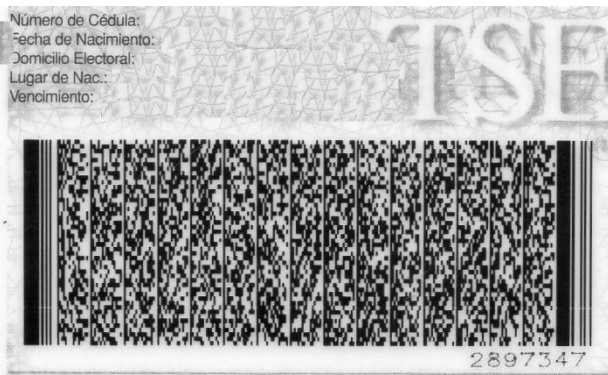 Número de Cédula:
Fecha de Nacimiento:
Domicilio Electoral:
Lugar de Nac.:
Vencimiento:
TSE
2897347